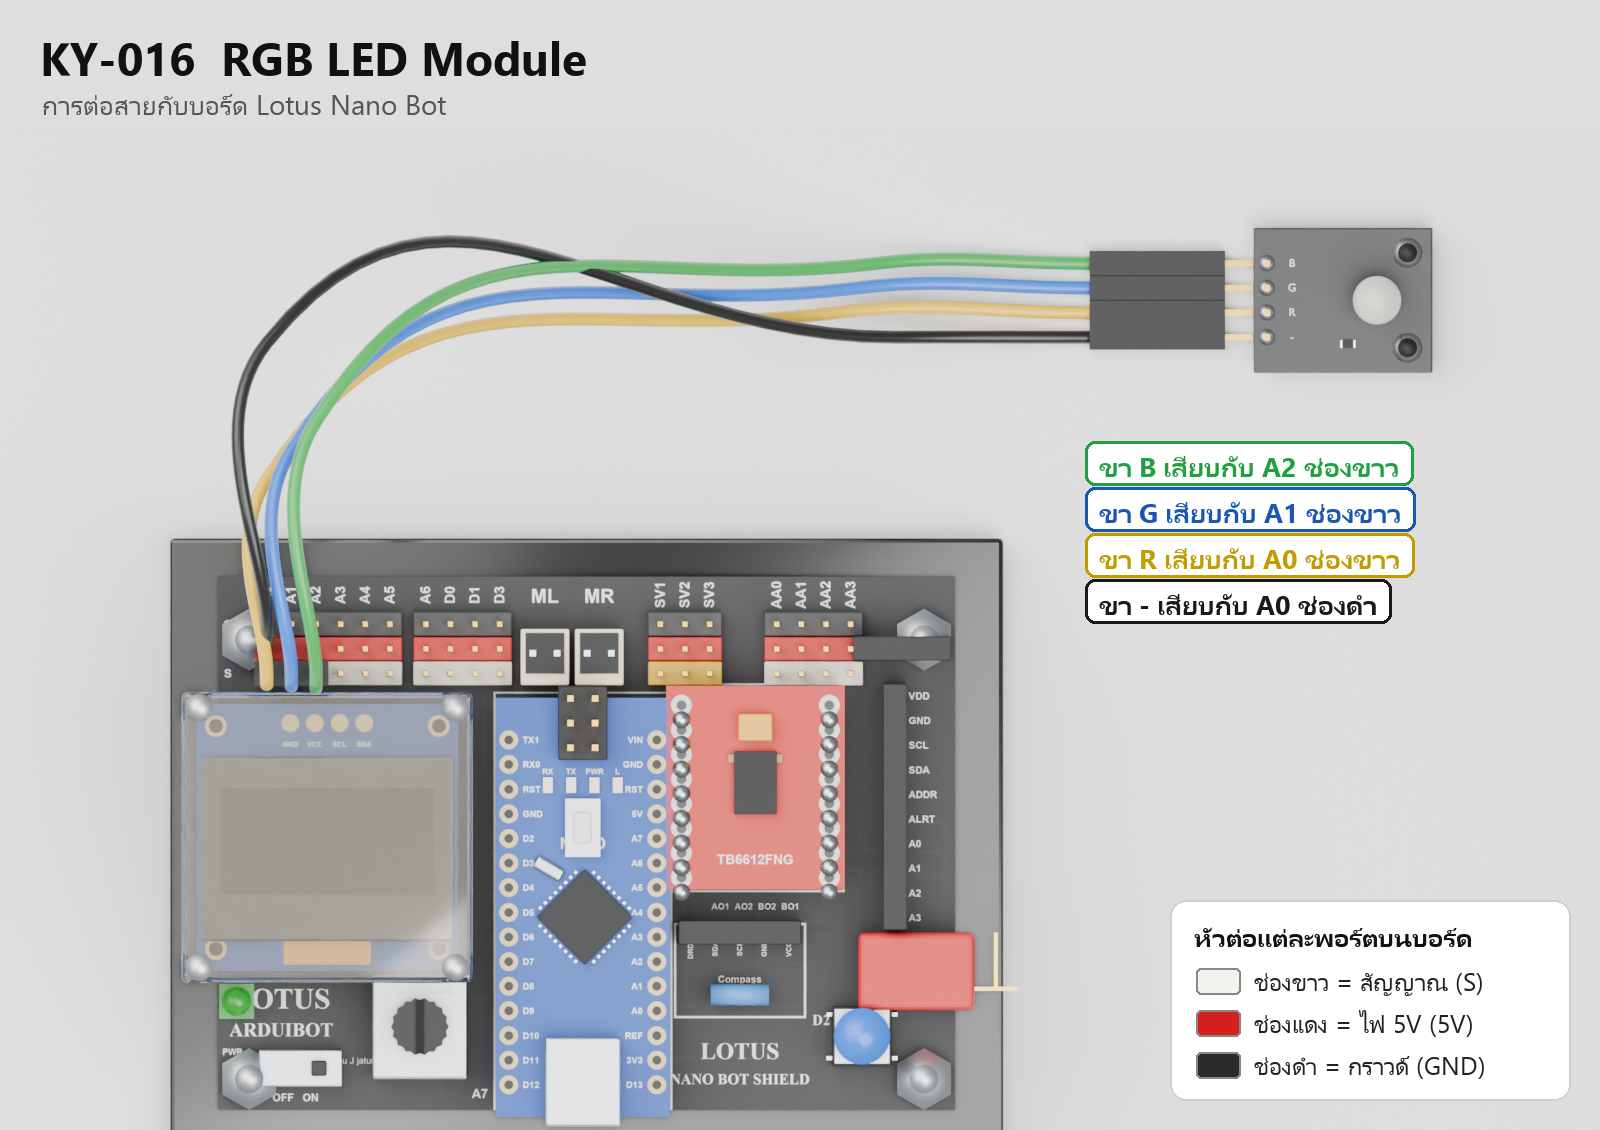 KY-016 RGB LED Module
การต่อสายกับบอร์ด Lotus Nano Bot
B
G
R
-
ขา B เสียบกับ A2 ช่องขาว
ขา G เสียบกับ A1 ช่องขาว
ขา R เสียบกับ A0 ช่องขาว
ขา - เสียบกับ A0 ช่องดำ
A1 A2 A3 A4 A5 A6 D0 D1 D3 ML MR SV1 SV2 SV3 AA0 AA1 AA2 AA3
S
GND VCC SCL SDA
TX1
RX0
RST
GND
D2
D3
D4
D5
D6
D7
D8
D9
D10
D11
D12
RX TX PWR L
VIN
GND
RST
5V
A7
A6
A5
A4
A3
A2
A1
A0
REF
3V3
D13
TB6612FNG
AO1 AO2 BO2 BO1
VDD
GND
SCL
SDA
ADDR
ALRT
A0
A1
A2
A3
Compass
D2
LOTUS
NANO BOT SHIELD
OTUS
ARDUIBOT
PWR
OFF ON
A7
หัวต่อแต่ละพอร์ตบนบอร์ด
ช่องขาว = สัญญาณ (S)
ช่องแดง = ไฟ 5V (5V)
ช่องดำ = กราวด์ (GND)